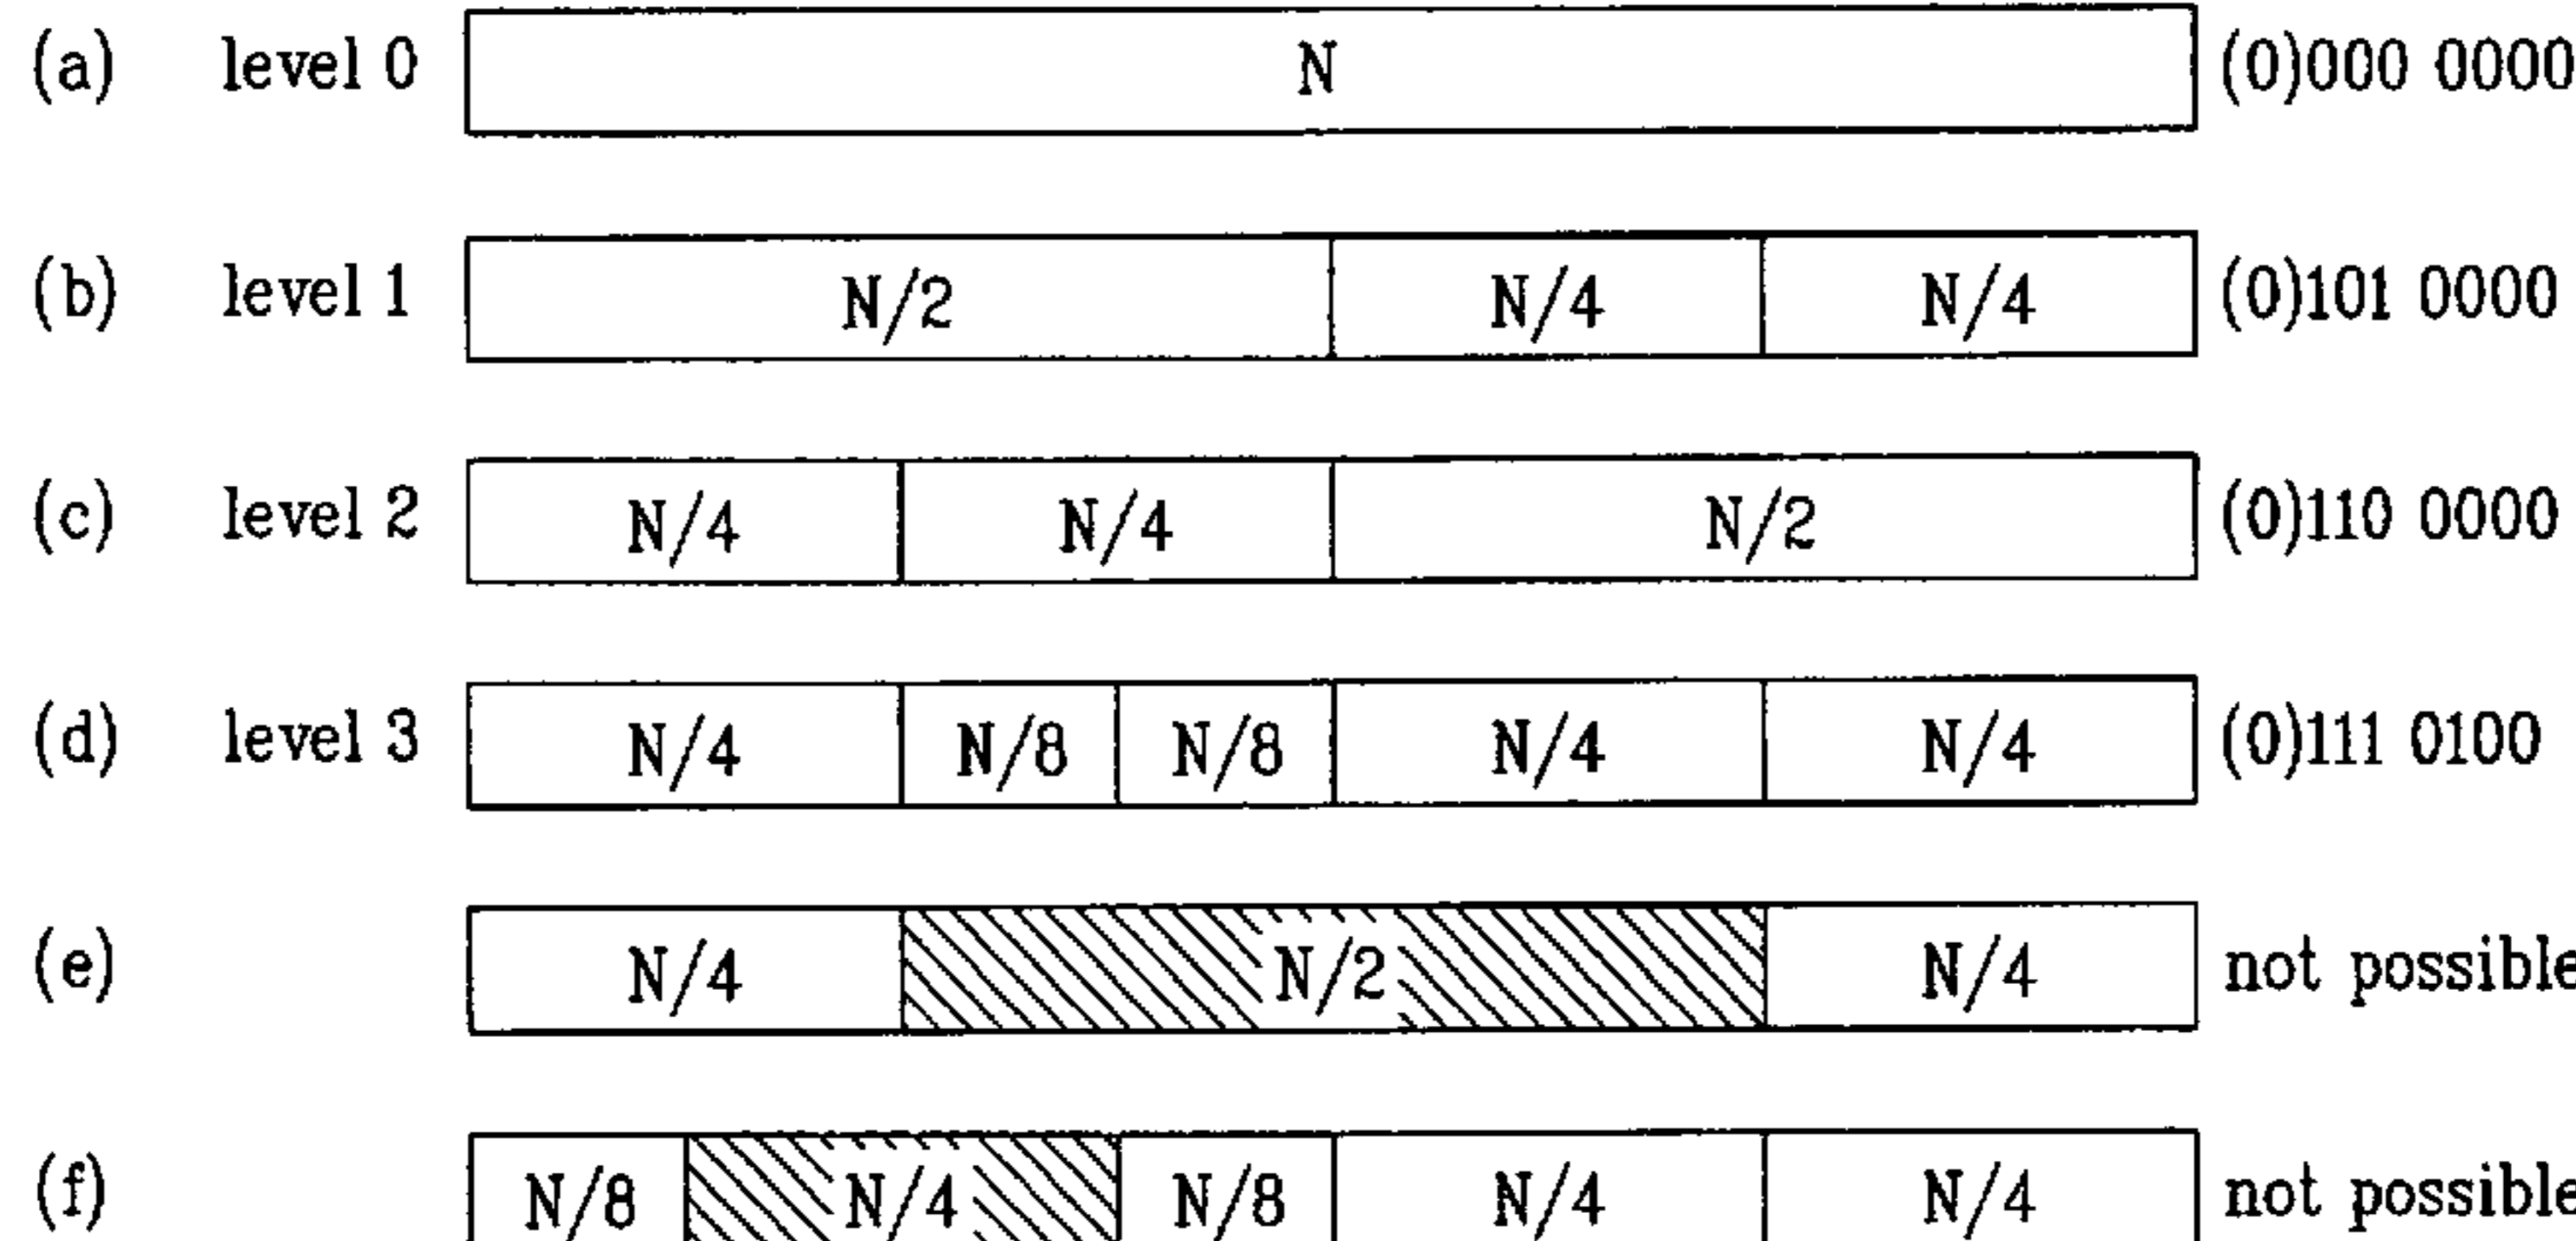 (a) level 0 N (0)000 0000
(b) level 1 N/2 N/4 N/4 (0)101 0000
(c) level 2 N/4 N/4 N/2 (0)110 0000
(d) level 3 N/4 N/8 N/8 N/4 N/4 (0)111 0100
(e) N/4 N/2 N/4 not possible
(f) N/8 N/4 N/8 N/4 N/4 not possible